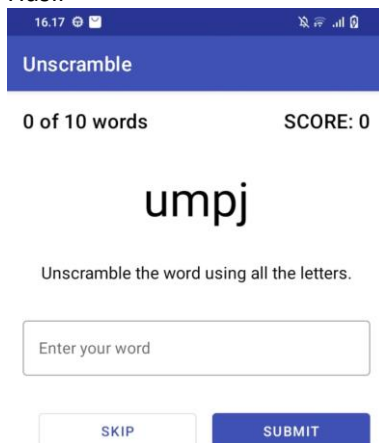 16.17
Unscramble
0 of 10 words SCORE: 0
umpj
Unscramble the word using all the letters.
Enter your word
SKIP SUBMIT